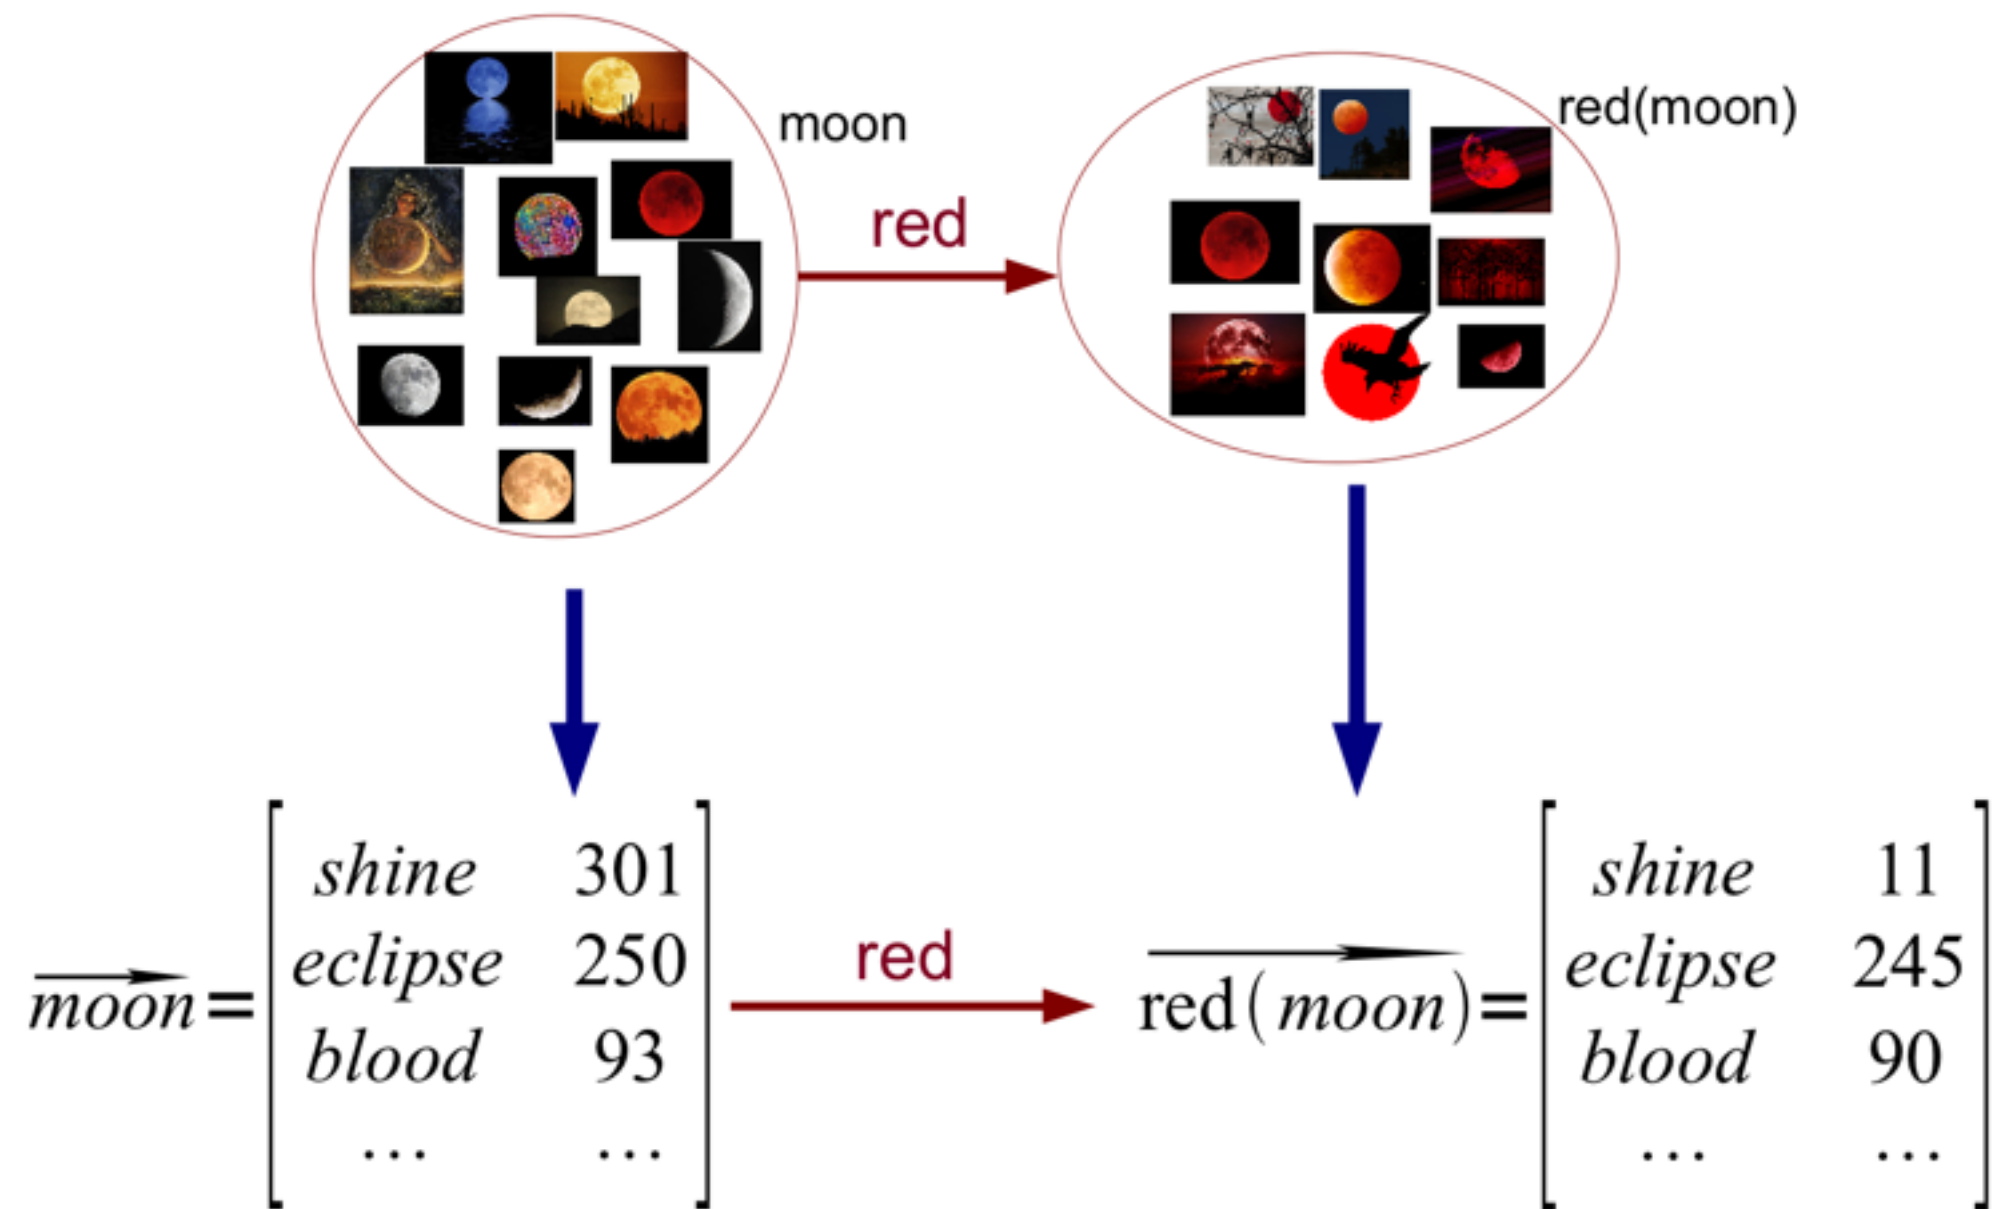 moon
red(moon)
red
moon = [ shine 301
eclipse 250
blood 93
... ... ]
red
red(moon) = [ shine 11
eclipse 245
blood 90
... ... ]